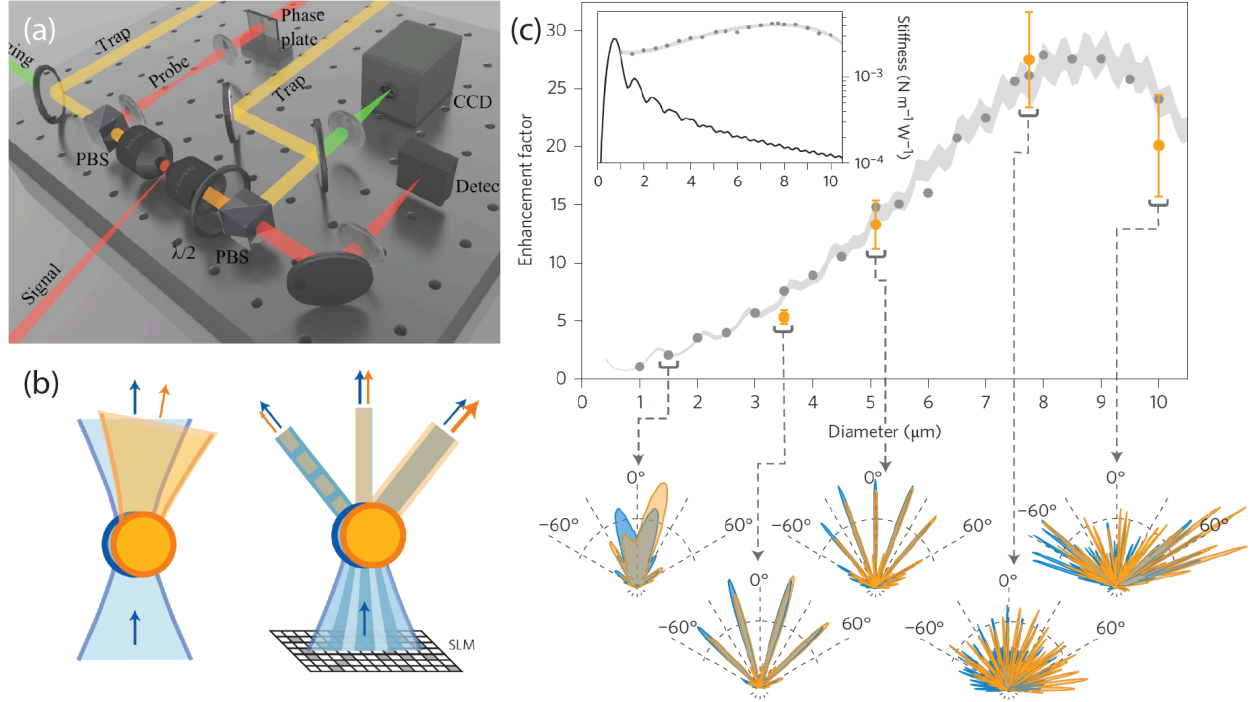 (a)
Phase
plate
Trap
Probe
Trap
CCD
PBS
Detec
λ/2
PBS
Signal
(b)
SLM
(c)
Enhancement factor
30
25
20
15
10
5
0
0 1 2 3 4 5 6 7 8 9 10
Diameter (μm)
Stiffness (N m⁻¹ W⁻¹)
10⁻³
10⁻⁴
0 2 4 6 8 10
0°
−60°
60°
0°
−60°
60°
0°
−60°
60°
0°
−60°
60°
0°
−60°
60°